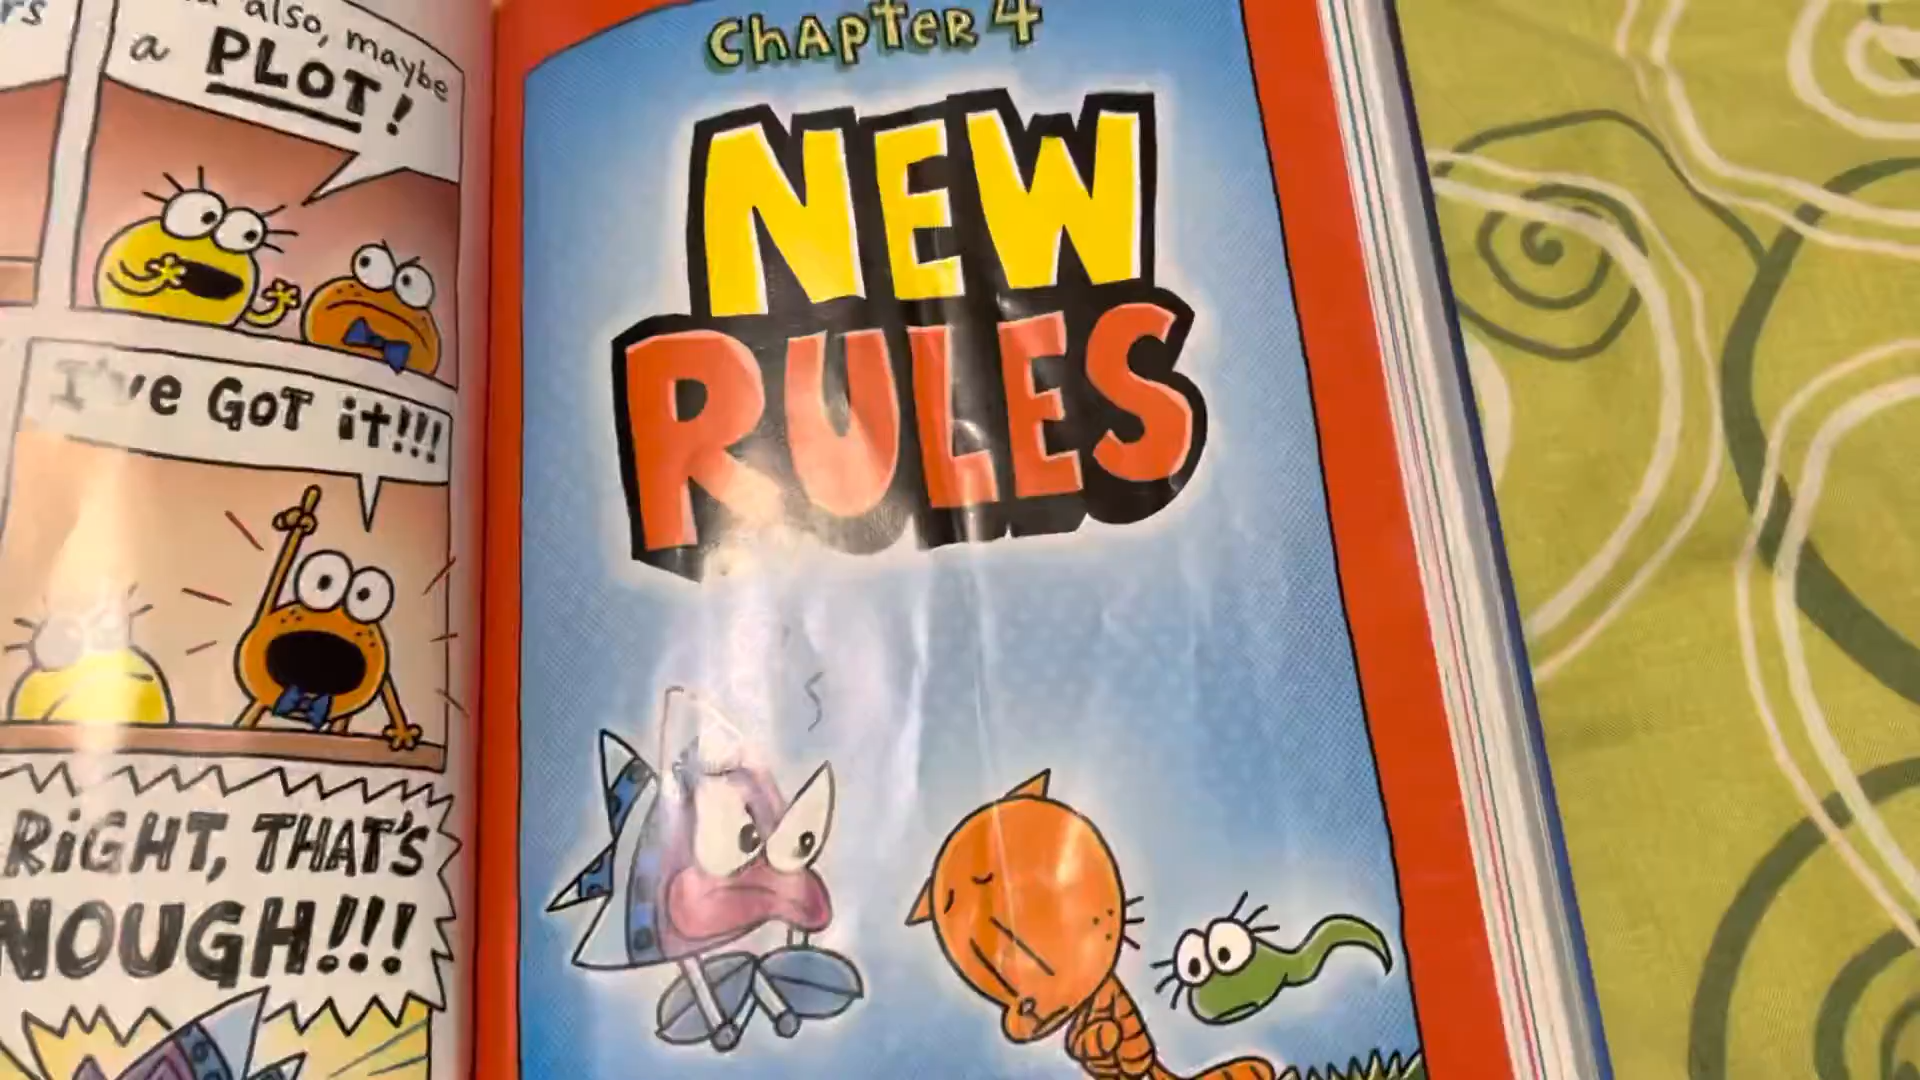 also, maybe
a PLOT!
I've GOT it!!!
RiGHT, THAT'S
NOUGH!!!
ChAPTER 4
NEW
RULES